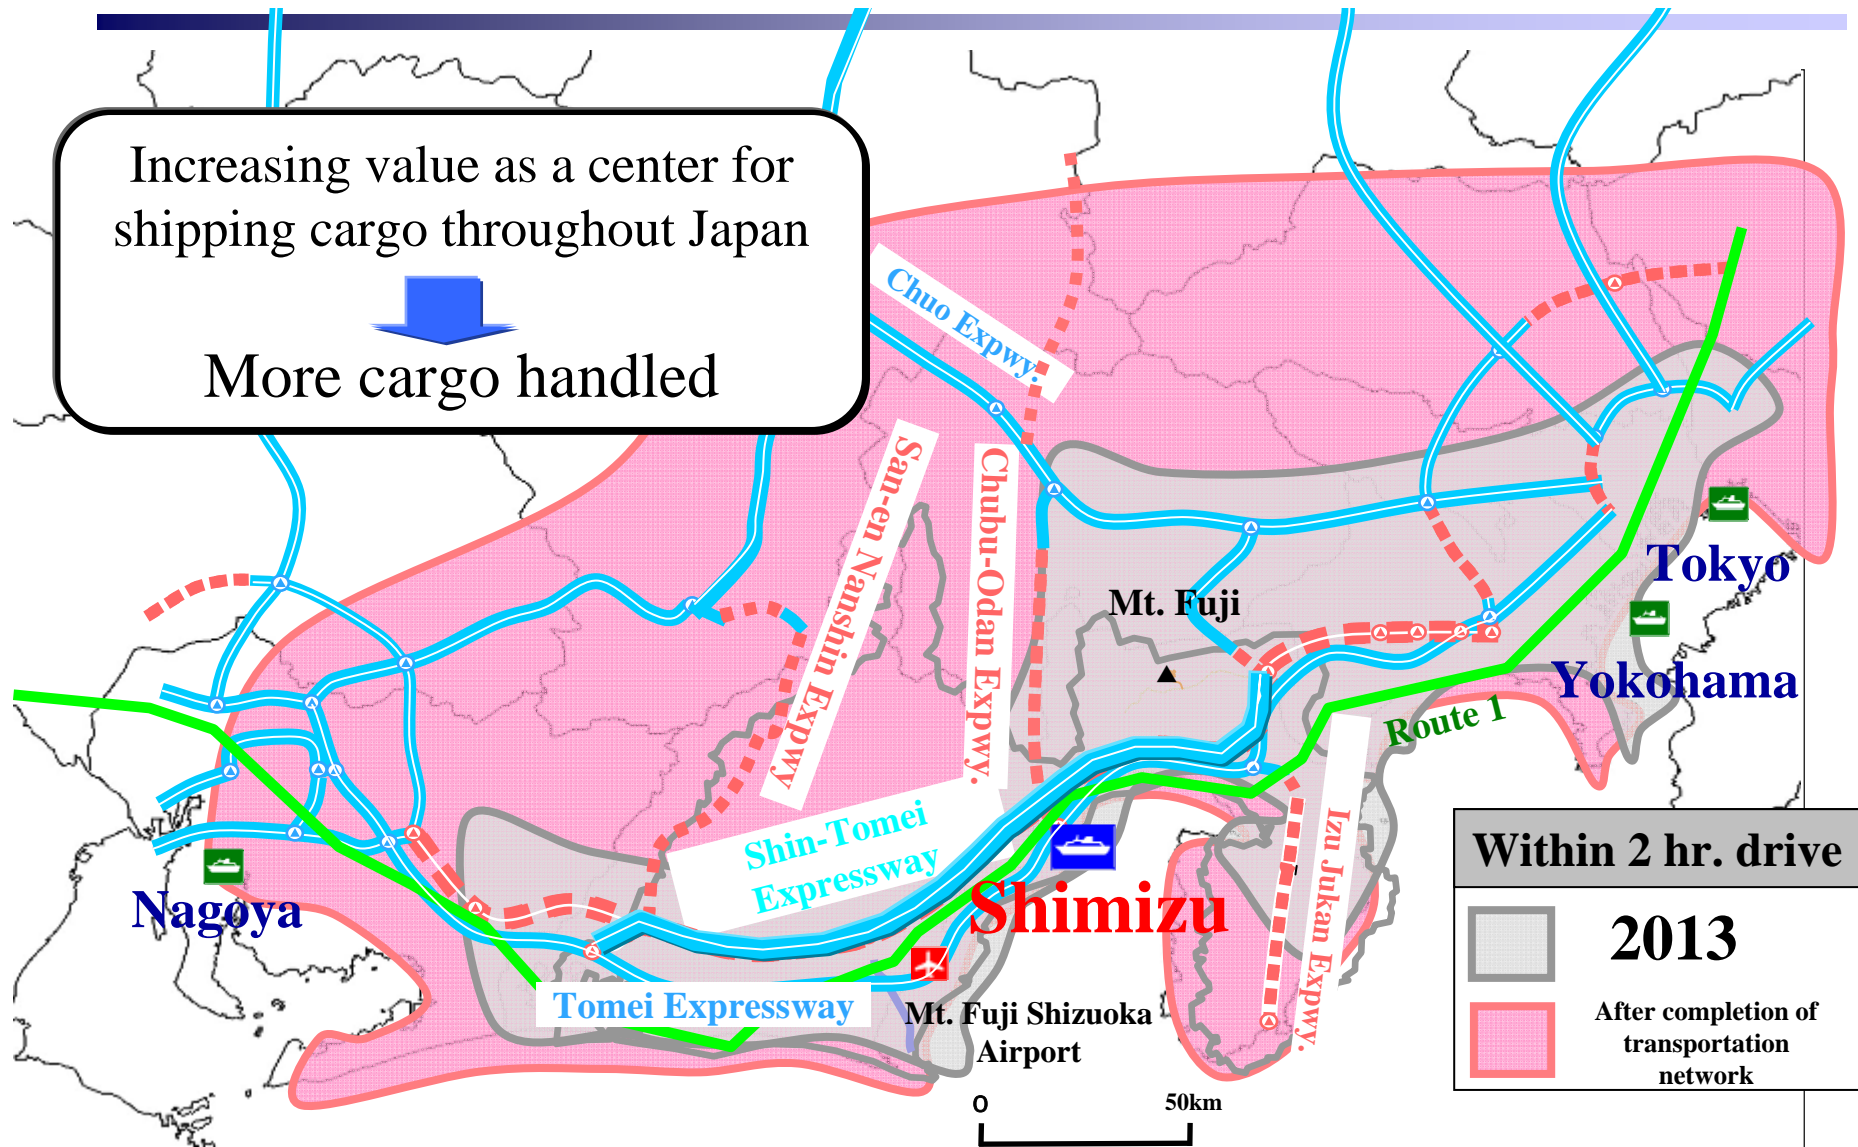 Increasing value as a center for
shipping cargo throughout Japan
More cargo handled
Chuo Expwy.
San-en Nanshin Expwy
Chubu-Odan Expwy.
Mt. Fuji
Tokyo
Yokohama
Route 1
Shin-Tomei
Expressway
Izu Jukan Expwy.
Nagoya
Shimizu
Tomei Expressway
Mt. Fuji Shizuoka
Airport
0 50km
Within 2 hr. drive
2013
After completion of
transportation
network